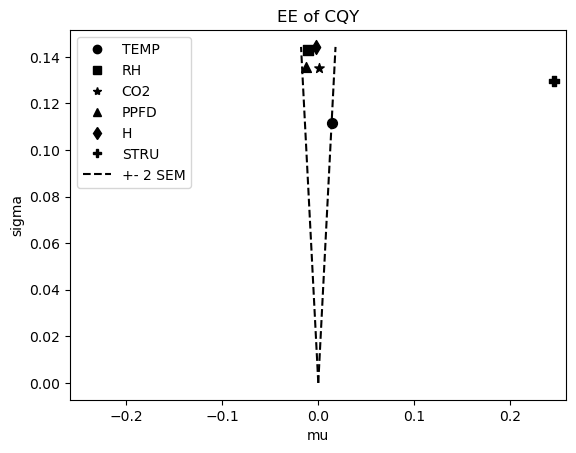 EE of CQY
TEMP
RH
CO2
PPFD
H
STRU
+- 2 SEM
sigma
0.14
0.12
0.10
0.08
0.06
0.04
0.02
0.00
−0.2
−0.1
0.0
0.1
0.2
mu